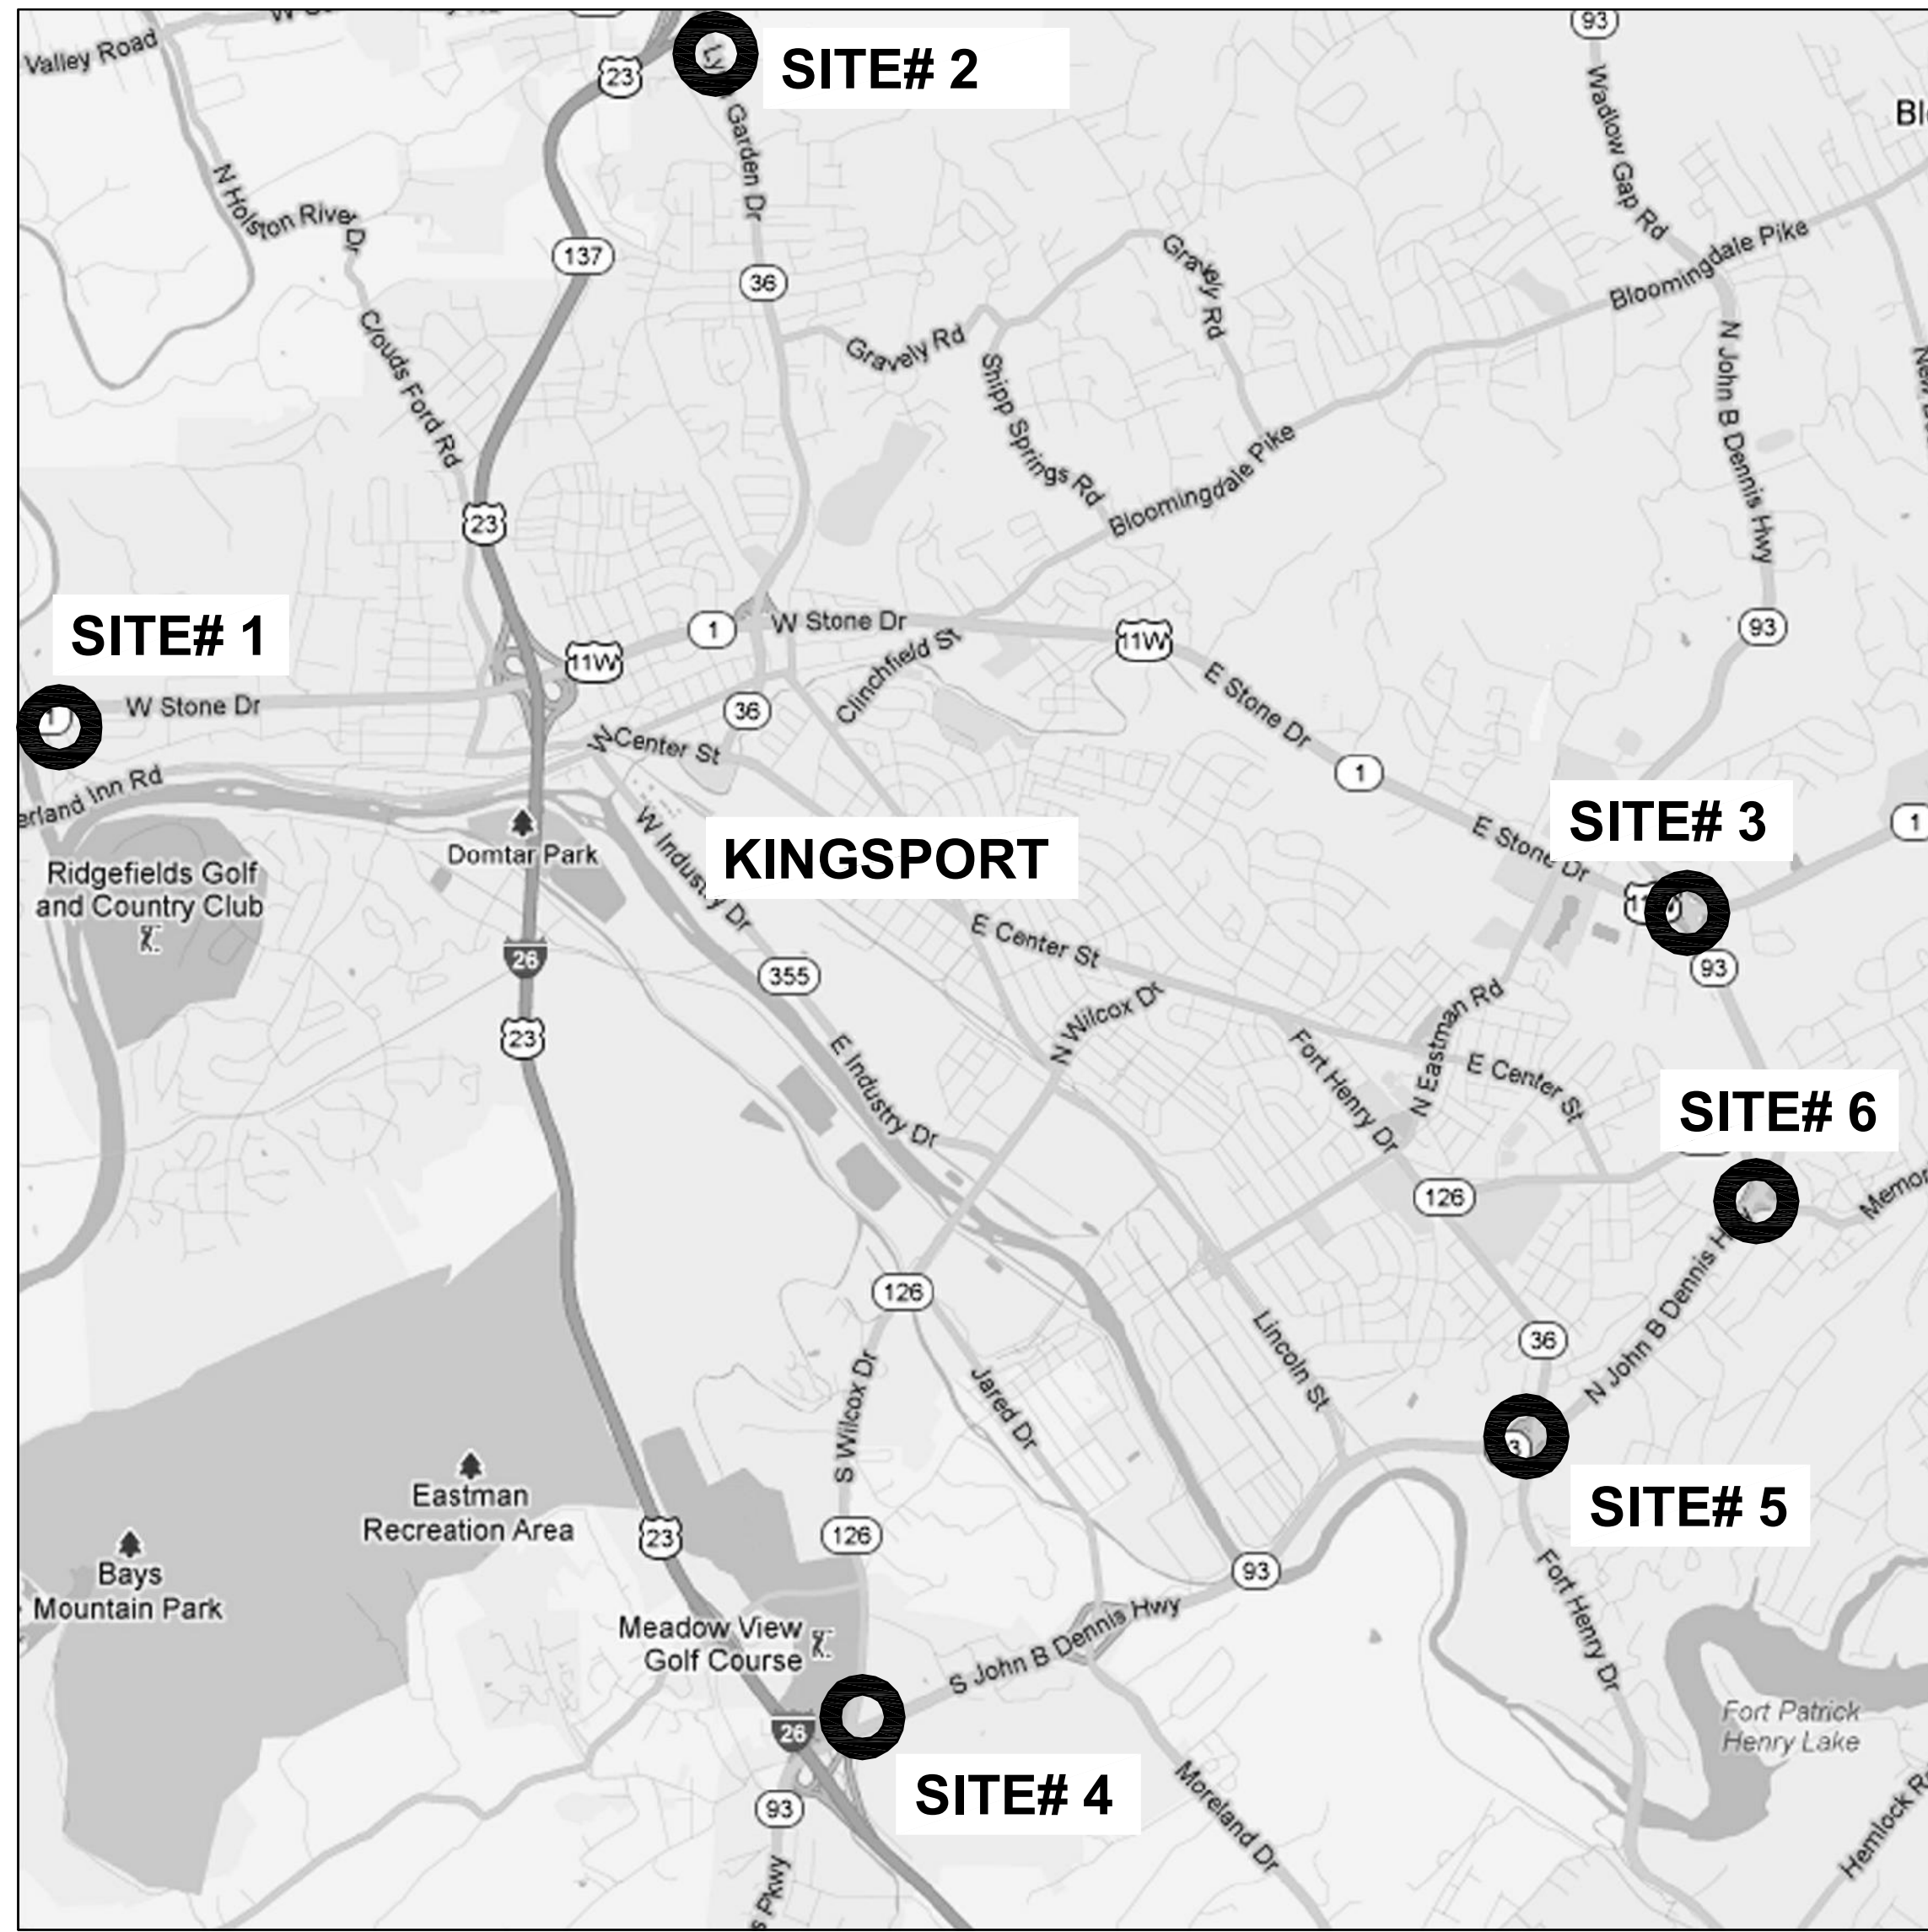 Valley Road
23
SITE# 2
93
Garden Dr
Wadlow Gap Rd
N Holston River Dr
137
36
Bloomingdale Pike
Gravely Rd
Gravely Rd
Clouds Ford Rd
Shipp Springs Rd
N John B Dennis Hwy
Bloomingdale Pike
23
SITE# 1
1
W Stone Dr
11W
11W
93
Clinchfield St
E Stone Dr
W Stone Dr
36
W Center St
1
Inn Rd
Domtar Park
W Industry Dr
KINGSPORT
E Stone Dr
SITE# 3
1
Ridgefields Golf
and Country Club
E Center St
26
355
93
N Wilcox Dr
N Eastman Rd
23
E Industry Dr
Fort Henry Dr
E Center St
SITE# 6
126
126
Lincoln St
36
N John B Dennis
S Wilcox Dr
Jared Dr
Eastman
Recreation Area
SITE# 5
23
126
93
Bays
Mountain Park
Fort Henry Dr
Meadow View
Golf Course
S John B Dennis Hwy
Fort Patrick
Henry Lake
26
SITE# 4
93
Moreland Dr
Hemlock
Pkwy